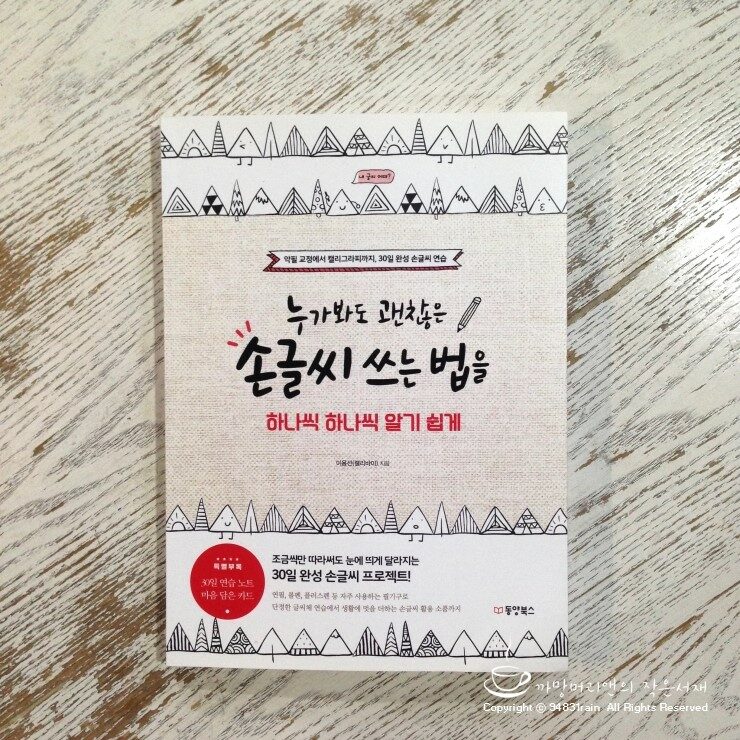 내 글씨 어때?
악필 교정에서 캘리그라피까지, 30일 완성 손글씨 연습
누가봐도 괜찮은
손글씨 쓰는 법을
하나씩 하나씩 알기 쉽게
이용선(캘리바이) 지음
특별부록
30일 연습 노트
마음 담은 카드
조금씩만 따라써도 눈에 띄게 달라지는
30일 완성 손글씨 프로젝트!
연필, 볼펜, 플러스펜 등 자주 사용하는 필기구로
단정한 글씨체 연습에서 생활에 멋을 더하는 손글씨 활용 소품까지
동양북스
까만머리앤의 작은서재
Copyright © 94831rain All Rights Reserved